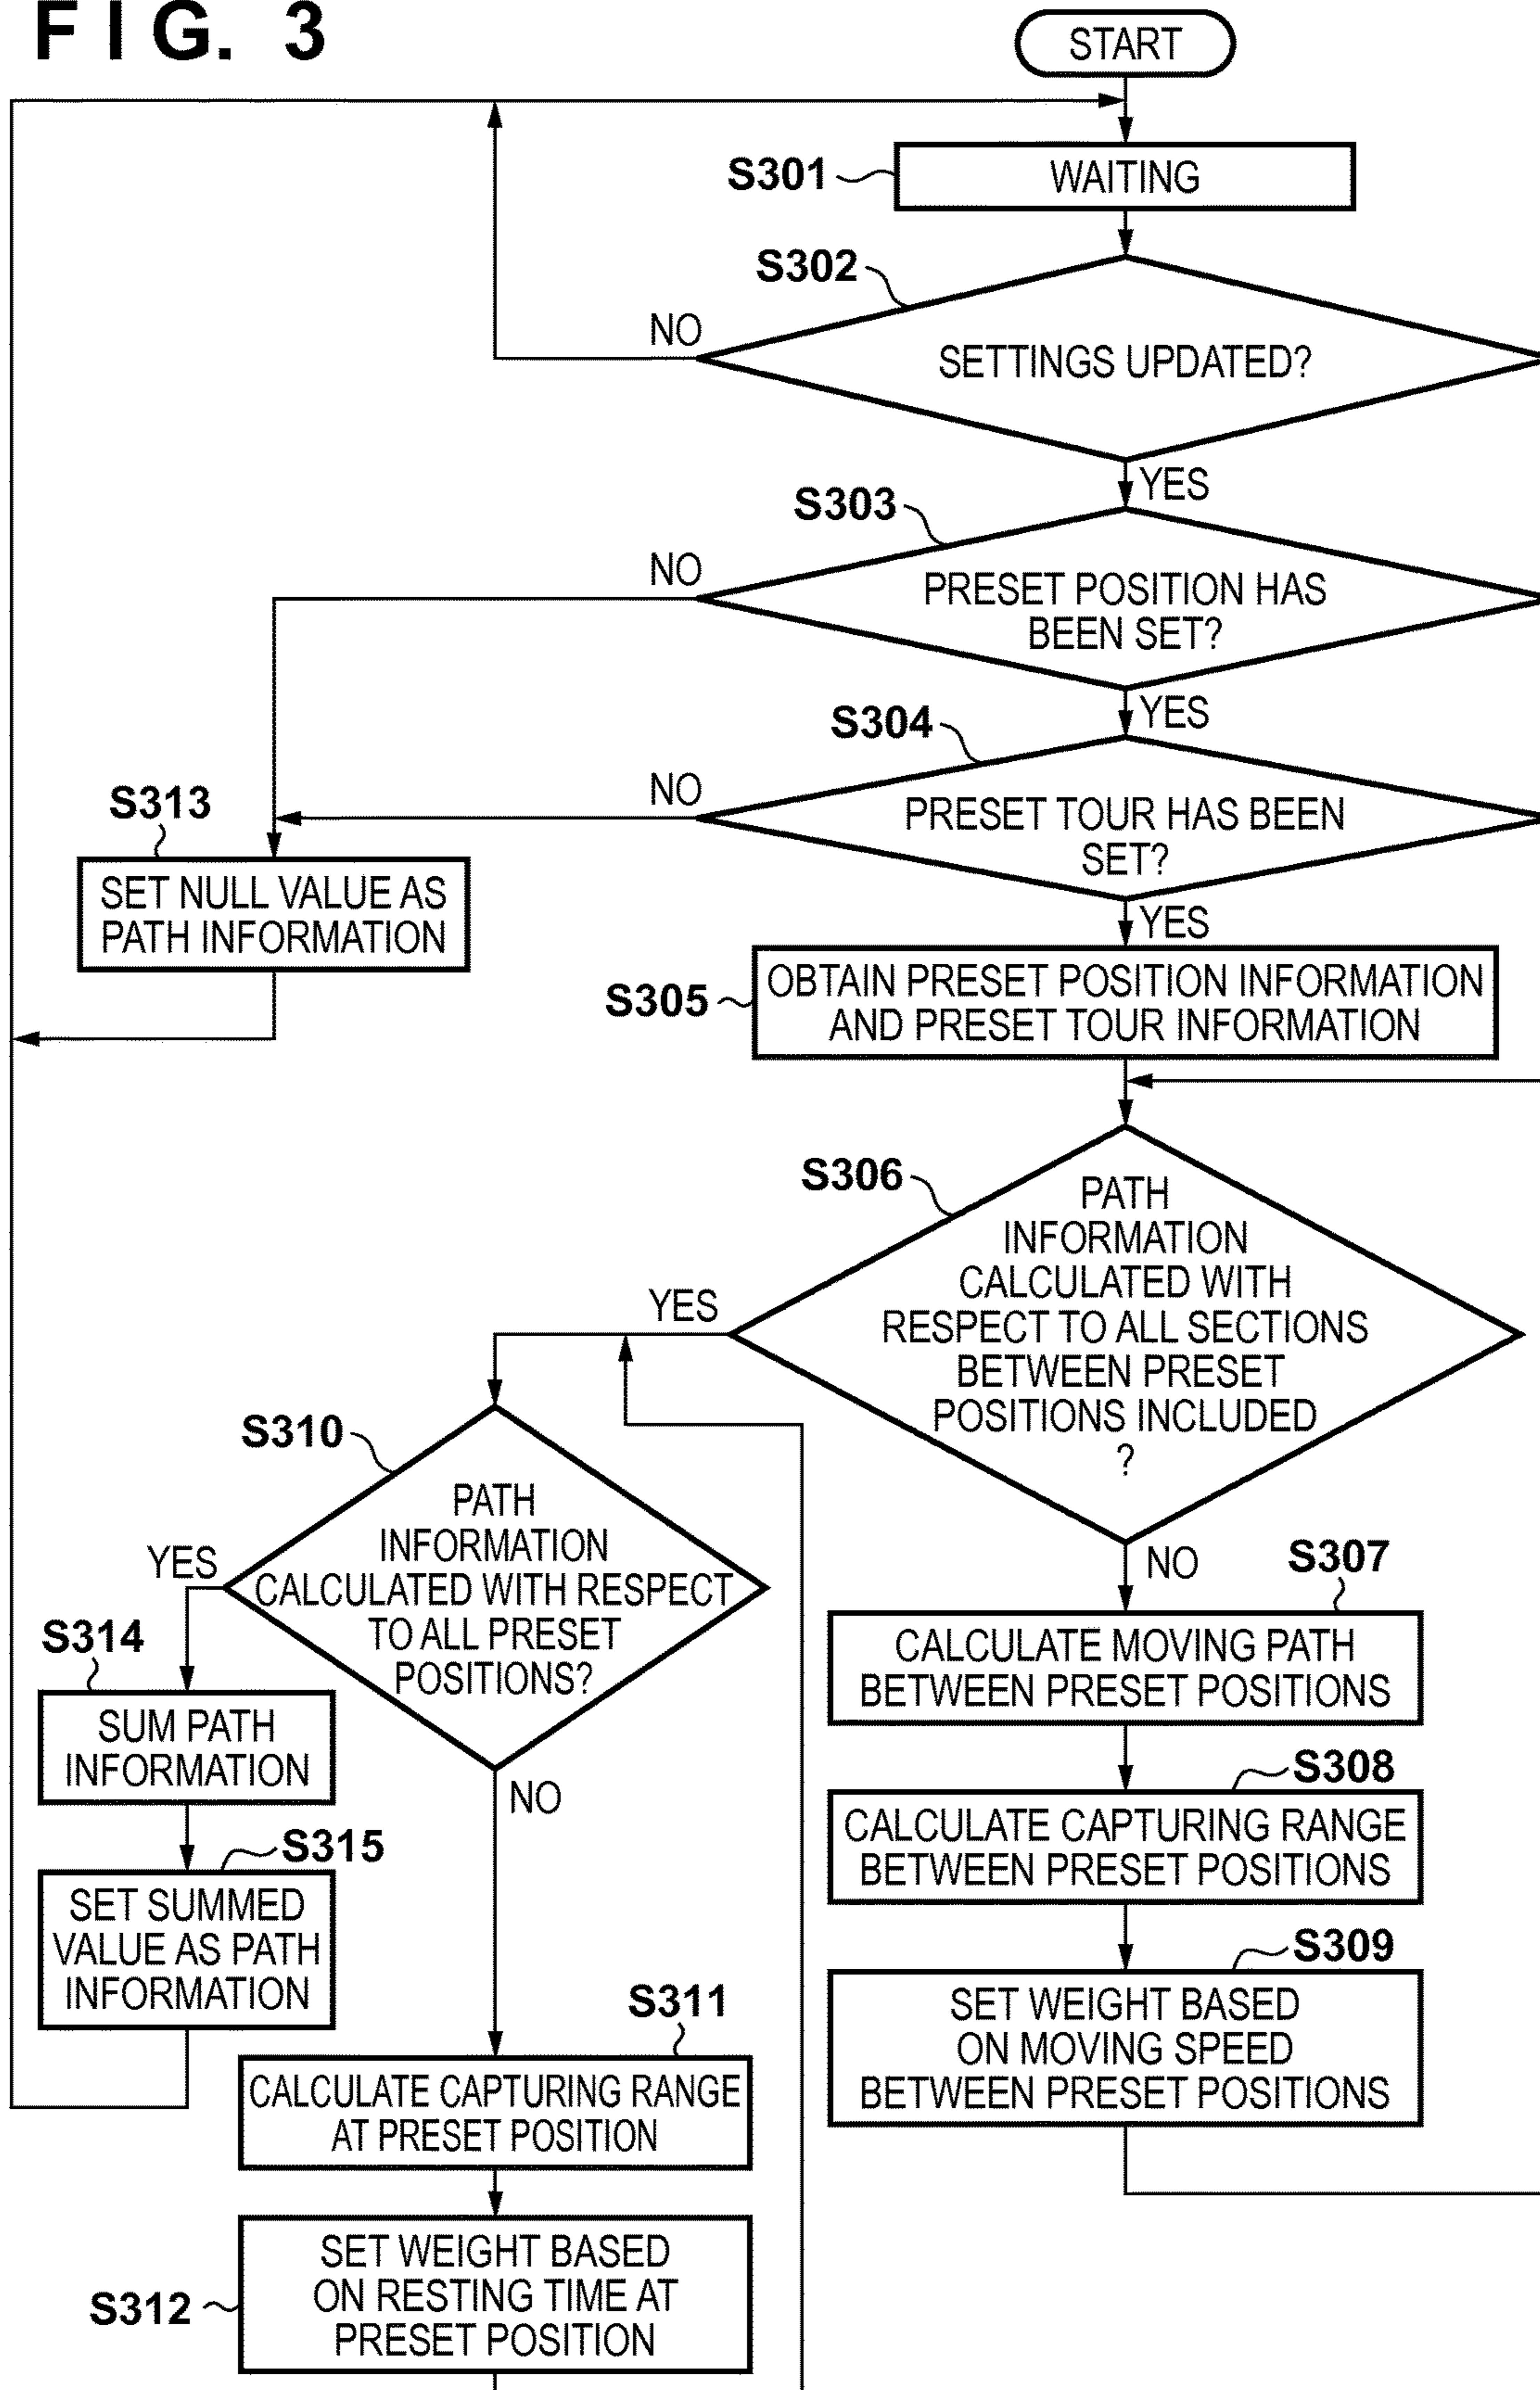 FIG. 3
START
S301
WAITING
S302
NO
SETTINGS UPDATED?
YES
S303
NO
PRESET POSITION HAS
BEEN SET?
YES
S304
NO
PRESET TOUR HAS BEEN
SET?
YES
S313
SET NULL VALUE AS
PATH INFORMATION
S305
OBTAIN PRESET POSITION INFORMATION
AND PRESET TOUR INFORMATION
S306
PATH
INFORMATION
CALCULATED WITH
RESPECT TO ALL SECTIONS
BETWEEN PRESET
POSITIONS INCLUDED
?
YES
NO
S310
PATH
INFORMATION
CALCULATED WITH RESPECT
TO ALL PRESET
POSITIONS?
YES
NO
S307
CALCULATE MOVING PATH
BETWEEN PRESET POSITIONS
S314
SUM PATH
INFORMATION
S308
CALCULATE CAPTURING RANGE
BETWEEN PRESET POSITIONS
S315
SET SUMMED
VALUE AS PATH
INFORMATION
S309
SET WEIGHT BASED
ON MOVING SPEED
BETWEEN PRESET POSITIONS
S311
CALCULATE CAPTURING RANGE
AT PRESET POSITION
S312
SET WEIGHT BASED
ON RESTING TIME AT
PRESET POSITION